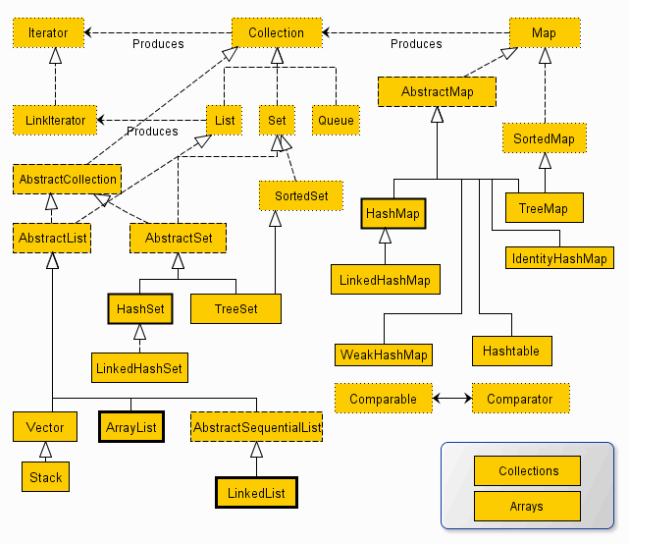 Iterator
Collection
Map
Produces
Produces
AbstractMap
LinkIterator
List
Set
Queue
Produces
SortedMap
AbstractCollection
SortedSet
HashMap
TreeMap
AbstractList
AbstractSet
IdentityHashMap
LinkedHashMap
HashSet
TreeSet
WeakHashMap
Hashtable
LinkedHashSet
Comparable
Comparator
Vector
ArrayList
AbstractSequentialList
Collections
Stack
LinkedList
Arrays